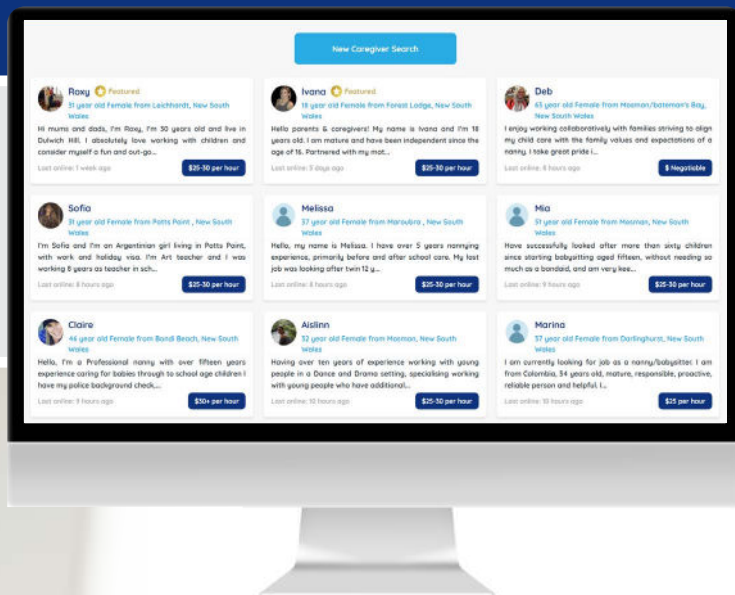 New Caregiver Search
Roxy Featured
31 year old Female from Leichhardt, New South
Wales
Hi mums and dads, I'm Roxy, I'm 30 years old and live in
Dulwich Hill. I absolutely love working with children and
consider myself a fun and out-go...
Last online: 1 week ago
$25-30 per hour
Ivana Featured
18 year old Female from Forest Lodge, New South
Wales
Hello parents & caregivers! My name is Ivana and I'm 18
years old. I am mature and have been independent since the
age of 16. Partnered with my mat...
Last online: 5 days ago
$25-30 per hour
Deb
63 year old Female from Mosman/bateman's Bay,
New South Wales
I enjoy working collaboratively with families striving to align
my child care with the family values and expectations of a
nanny. I take great pride i...
Last online: 8 hours ago
$ Negotiable
Sofia
31 year old Female from Potts Point , New South
Wales
I'm Sofia and I'm an Argentinian girl living in Potts Point,
with work and holiday visa. I'm Art teacher and I was
working 8 years as teacher in sch...
Last online: 8 hours ago
$25-30 per hour
Melissa
37 year old Female from Maroubra , New South
Wales
Hello, my name is Melissa. I have over 5 years nannying
experience, primarily before and after school care. My last
job was looking after twin 12 y...
Last online: 8 hours ago
$25-30 per hour
Mia
51 year old Female from Mosman, New South
Wales
Have successfully looked after more than sixty children
since starting babysitting aged fifteen, without needing so
much as a bandaid, and am very kee...
Last online: 9 hours ago
$25-30 per hour
Claire
44 year old Female from Bondi Beach, New South
Wales
Hello, I'm a Professional nanny with over fifteen years
experience caring for babies through to school age children I
have my police background check,...
Last online: 9 hours ago
$30+ per hour
Aislinn
32 year old Female from Mosman, New South
Wales
Having over ten years of experience working with young
people in a Dance and Drama setting, specialising working
with young people who have additional...
Last online: 10 hours ago
$25-30 per hour
Marina
57 year old Female from Darlinghurst, New South
Wales
I am currently looking for job as a nanny/babysitter. I am
from Colombia, 54 years old, mature, responsible, proactive,
reliable person and helpful. I...
Last online: 10 hours ago
$25 per hour